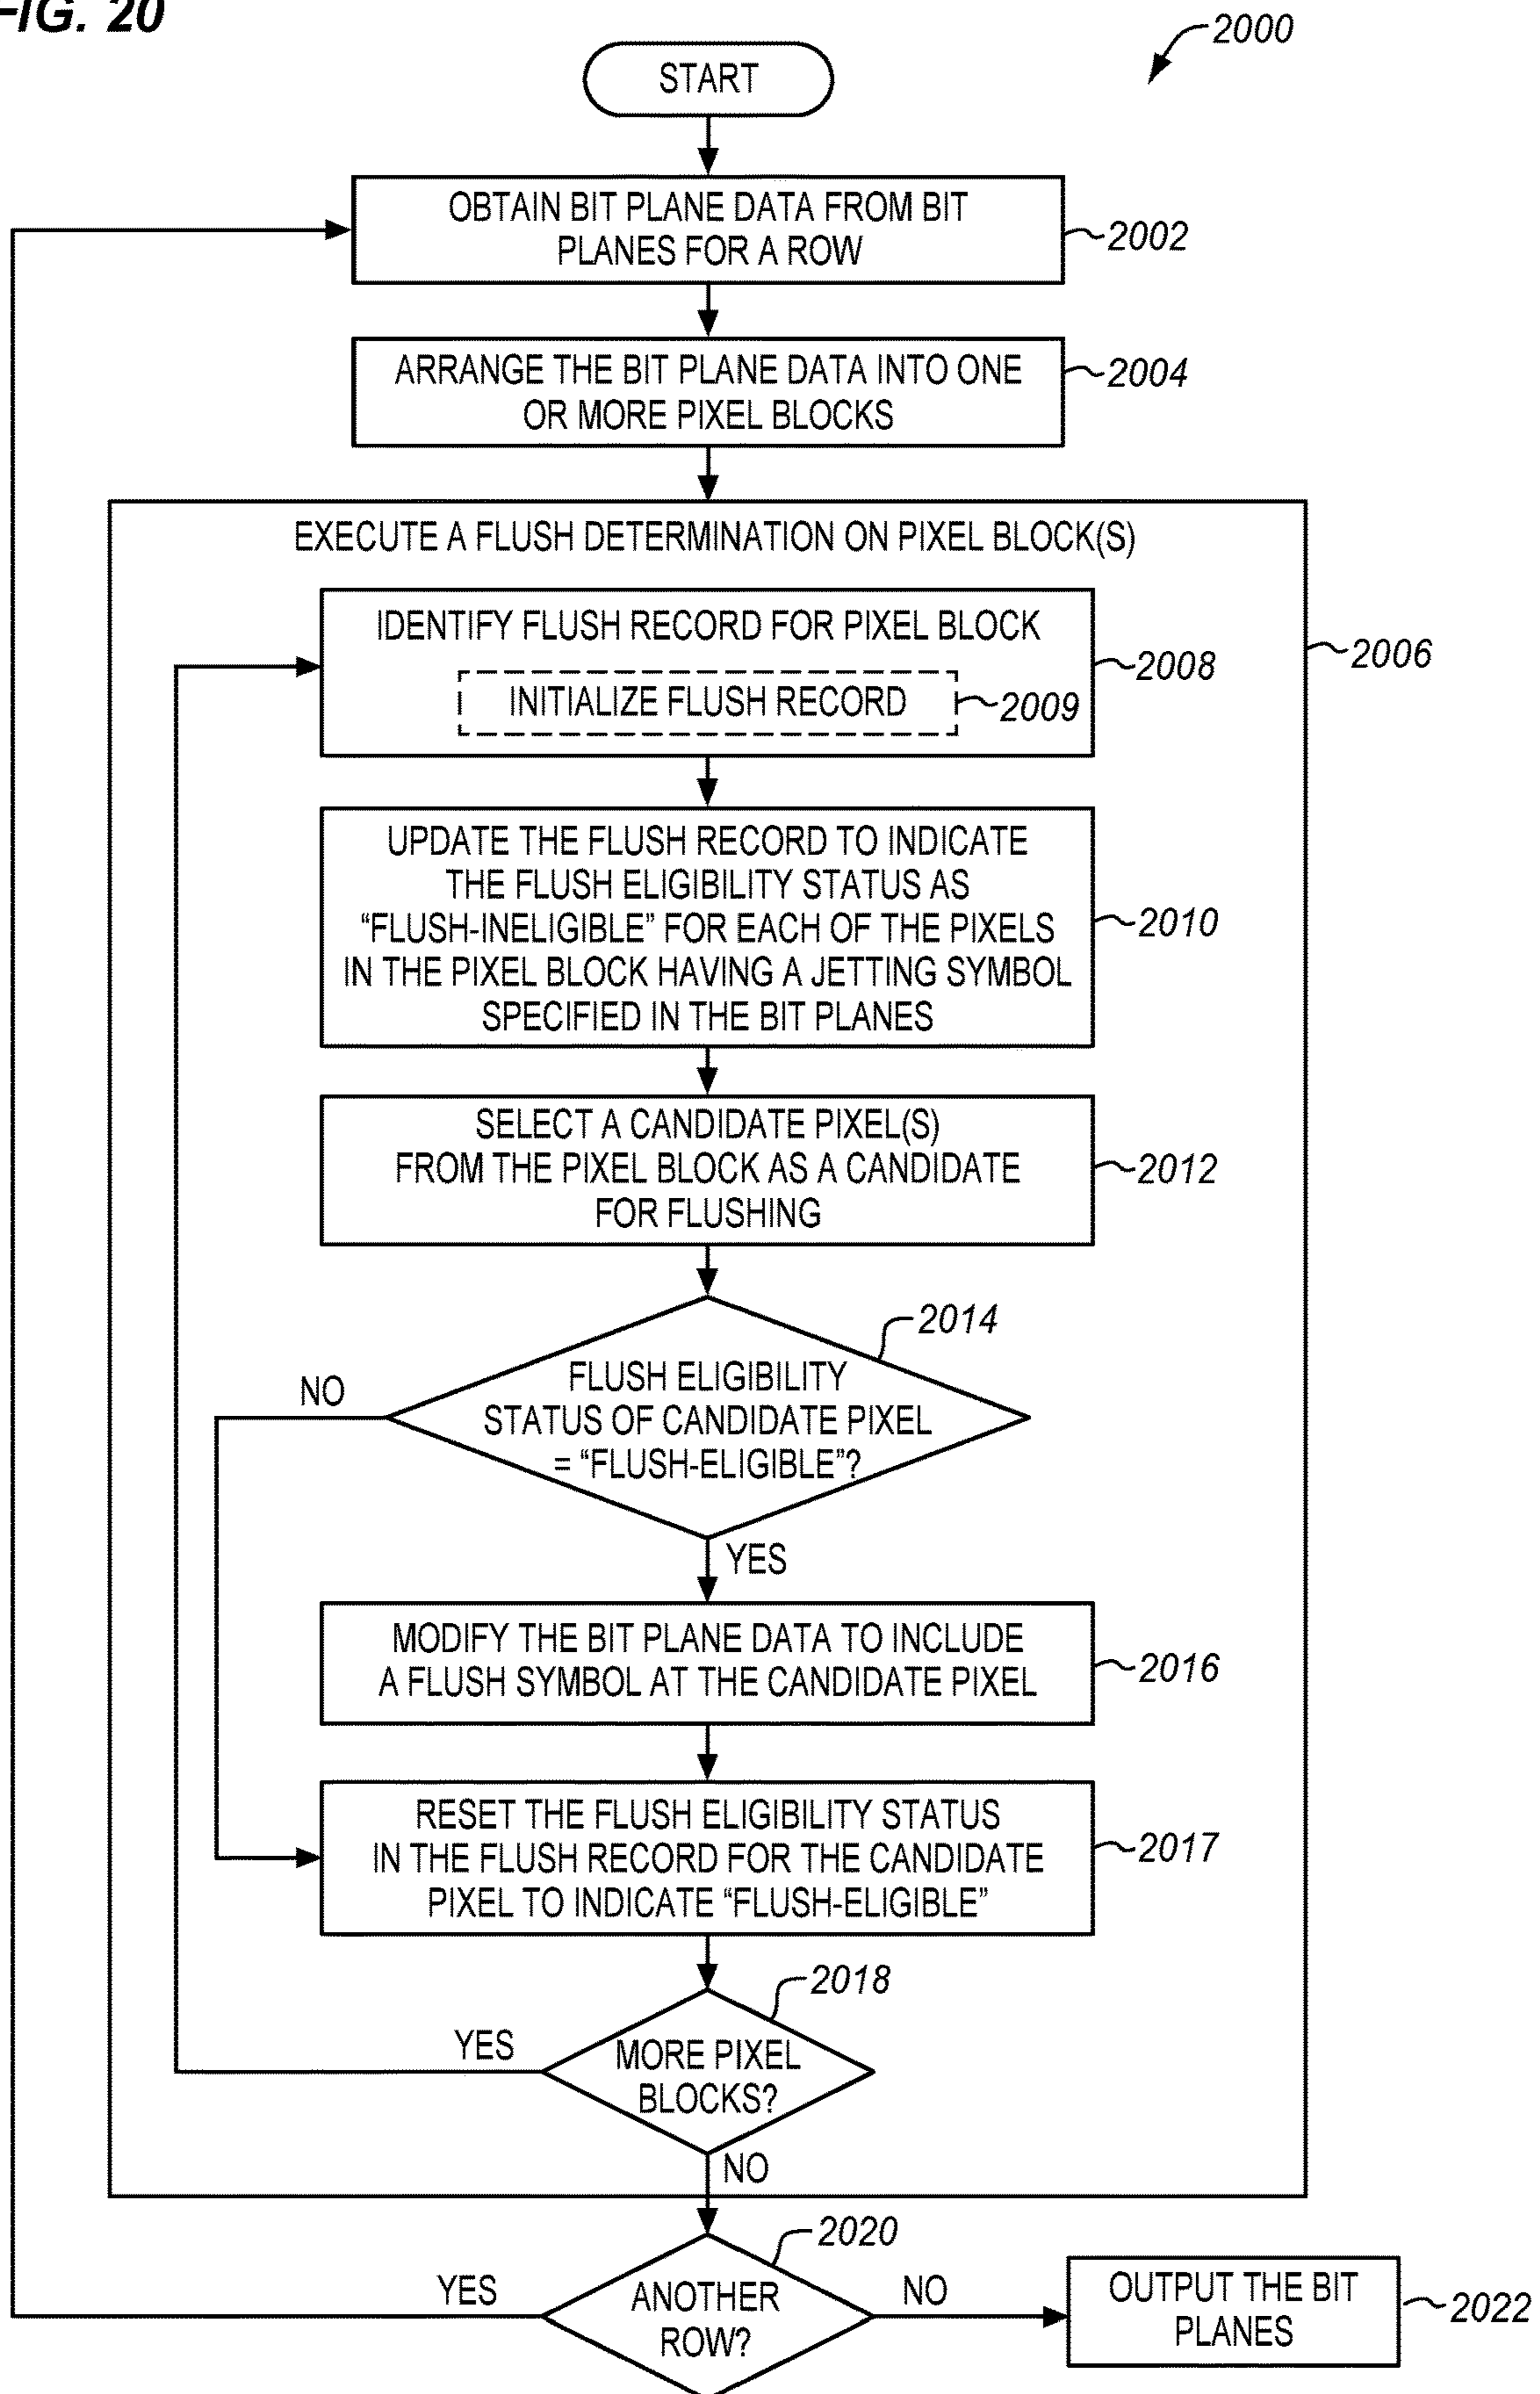 FIG. 20
2000
START
OBTAIN BIT PLANE DATA FROM BIT
PLANES FOR A ROW
2002
ARRANGE THE BIT PLANE DATA INTO ONE
OR MORE PIXEL BLOCKS
2004
EXECUTE A FLUSH DETERMINATION ON PIXEL BLOCK(S)
2006
IDENTIFY FLUSH RECORD FOR PIXEL BLOCK
2008
INITIALIZE FLUSH RECORD
2009
UPDATE THE FLUSH RECORD TO INDICATE
THE FLUSH ELIGIBILITY STATUS AS
“FLUSH-INELIGIBLE” FOR EACH OF THE PIXELS
IN THE PIXEL BLOCK HAVING A JETTING SYMBOL
SPECIFIED IN THE BIT PLANES
2010
SELECT A CANDIDATE PIXEL(S)
FROM THE PIXEL BLOCK AS A CANDIDATE
FOR FLUSHING
2012
2014
FLUSH ELIGIBILITY
STATUS OF CANDIDATE PIXEL
= “FLUSH-ELIGIBLE”?
NO
YES
MODIFY THE BIT PLANE DATA TO INCLUDE
A FLUSH SYMBOL AT THE CANDIDATE PIXEL
2016
RESET THE FLUSH ELIGIBILITY STATUS
IN THE FLUSH RECORD FOR THE CANDIDATE
PIXEL TO INDICATE “FLUSH-ELIGIBLE”
2017
2018
MORE PIXEL
BLOCKS?
YES
NO
2020
ANOTHER
ROW?
YES
NO
OUTPUT THE BIT
PLANES
2022